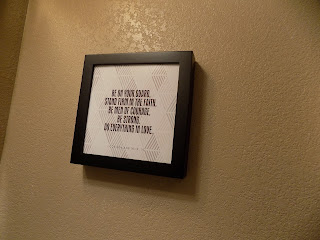 BE ON YOUR GUARD.
STAND FIRM IN THE FAITH.
BE MEN OF COURAGE.
BE STRONG.
DO EVERYTHING IN LOVE.